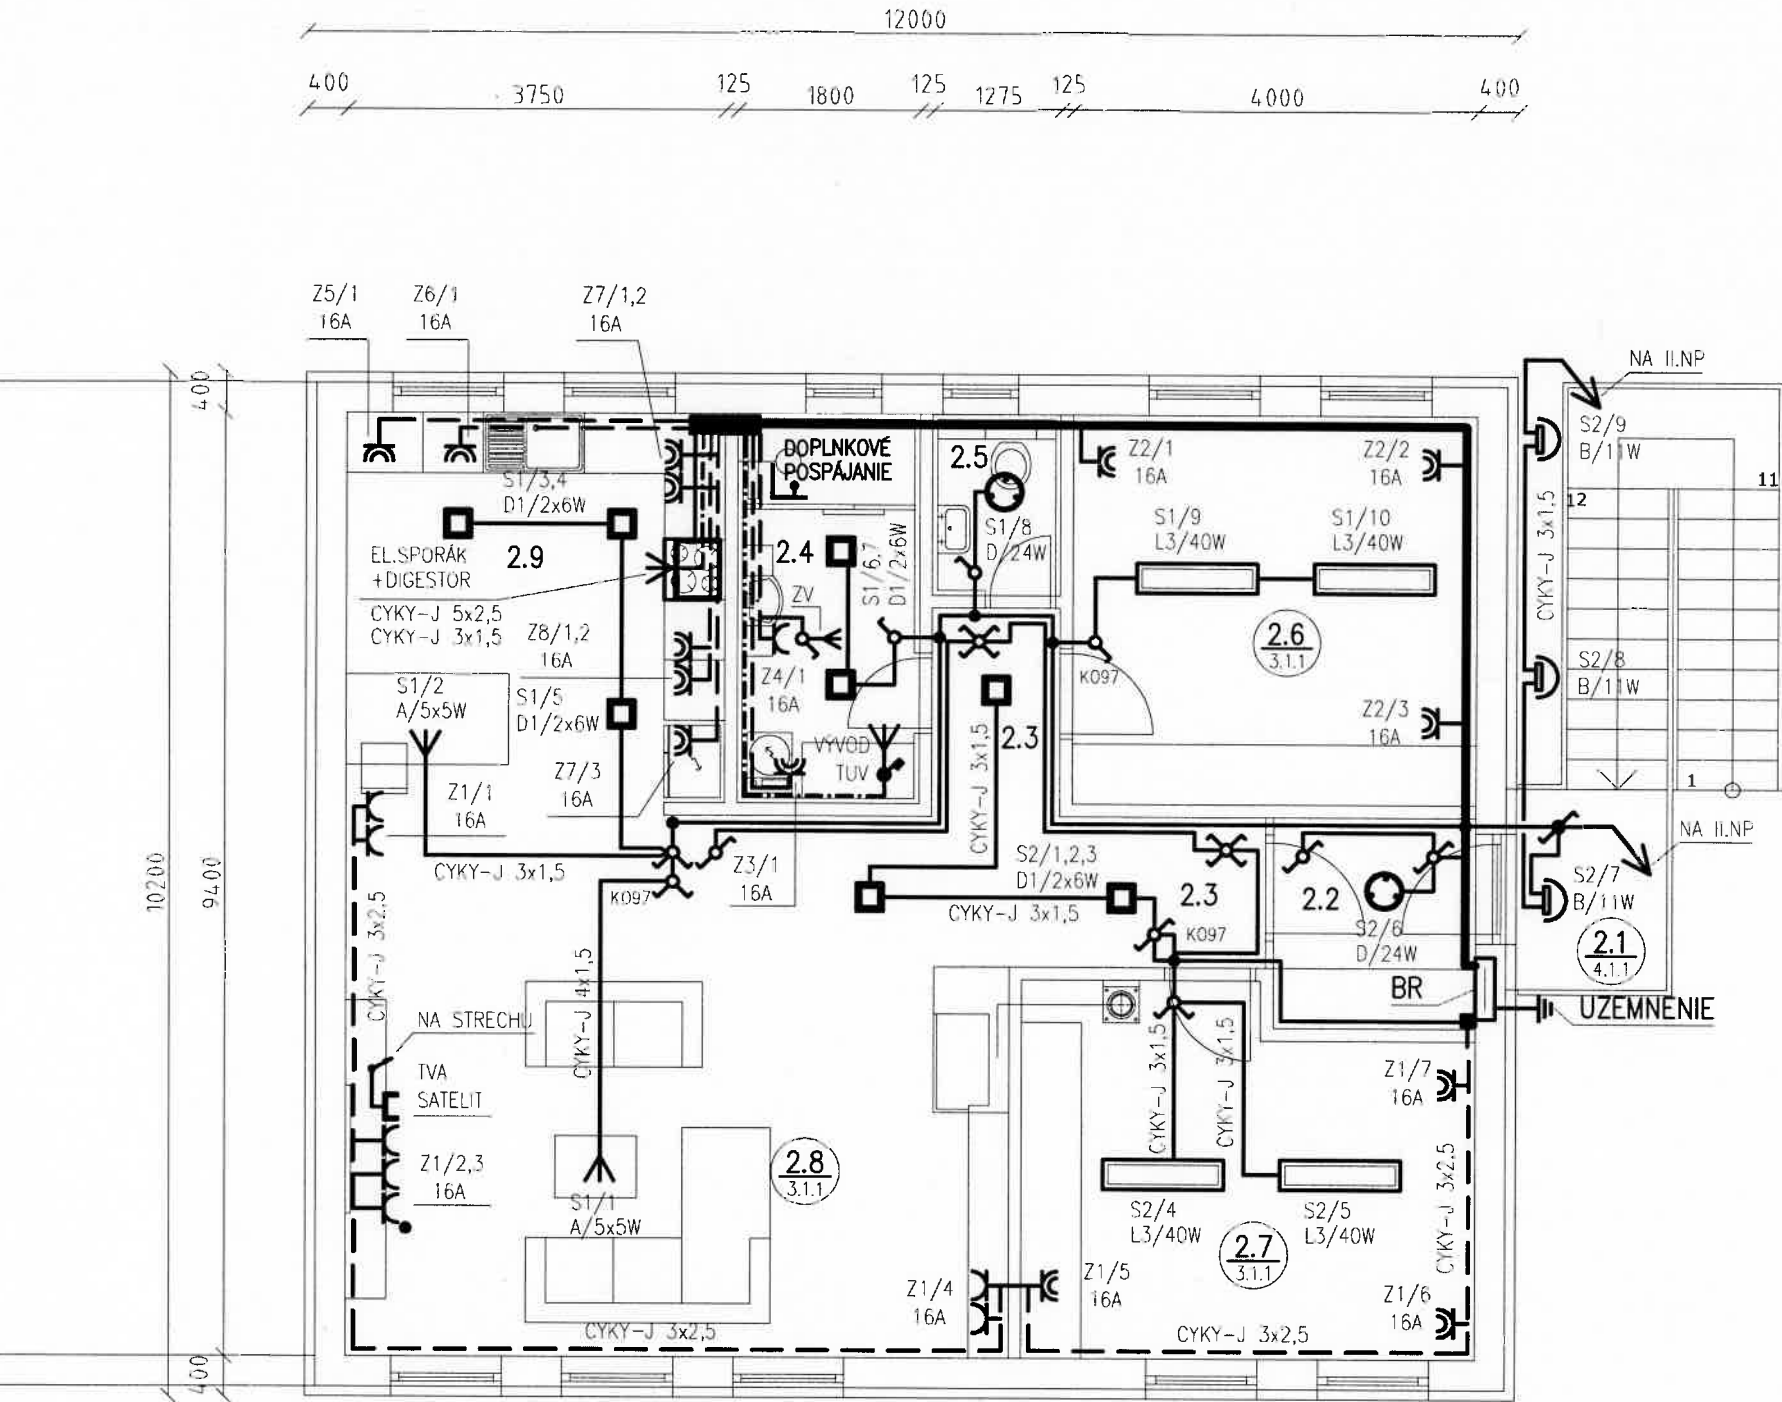 12000
400
3750
125
1800
125
1275
125
4000
400
Z5/1
16A
Z6/1
16A
Z7/1,2
16A
NA II.NP
400
S2/9
B/11W
DOPLNKOVÉ
POSPÁJANIE
2.5
Z2/1
16A
Z2/2
16A
11
12
S1/3,4
D1/2x6W
S1/8
D/24W
S1/9
L3/40W
S1/10
L3/40W
CYKY-J 3x1,5
EL.SPORÁK
+DIGESTOR
2.9
2.4
S1/6,7
D1/2x6W
CYKY-J 5x2,5
CYKY-J 3x1,5
ZV
Z8/1,2
16A
2.6
3.1.1
S2/8
B/11W
K097
S1/2
A/5x5W
S1/5
D1/2x6W
Z4/1
16A
Z2/3
16A
2.3
CYKY-J 3x1,5
VÝVOD
TUV
Z7/3
16A
Z1/1
16A
1
NA II.NP
10200
9400
CYKY-J 3x1,5
K097
Z3/1
16A
S2/1,2,3
D1/2x6W
CYKY-J 3x1,5
2.3
K097
2.2
S2/6
D/24W
S2/7
B/11W
2.1
4.1.1
CYKY-J 3x2,5
CYKY-J 4x1,5
BR
UZEMNENIE
NA STRECHU
TVA
SATELIT
CYKY-J 3x1,5
CYKY-J 3x1,5
Z1/7
16A
CYKY-J 3x2,5
Z1/2,3
16A
2.8
3.1.1
S1/1
A/5x5W
S2/4
L3/40W
S2/5
L3/40W
2.7
3.1.1
Z1/4
16A
Z1/5
16A
Z1/6
16A
CYKY-J 3x2,5
CYKY-J 3x2,5
400